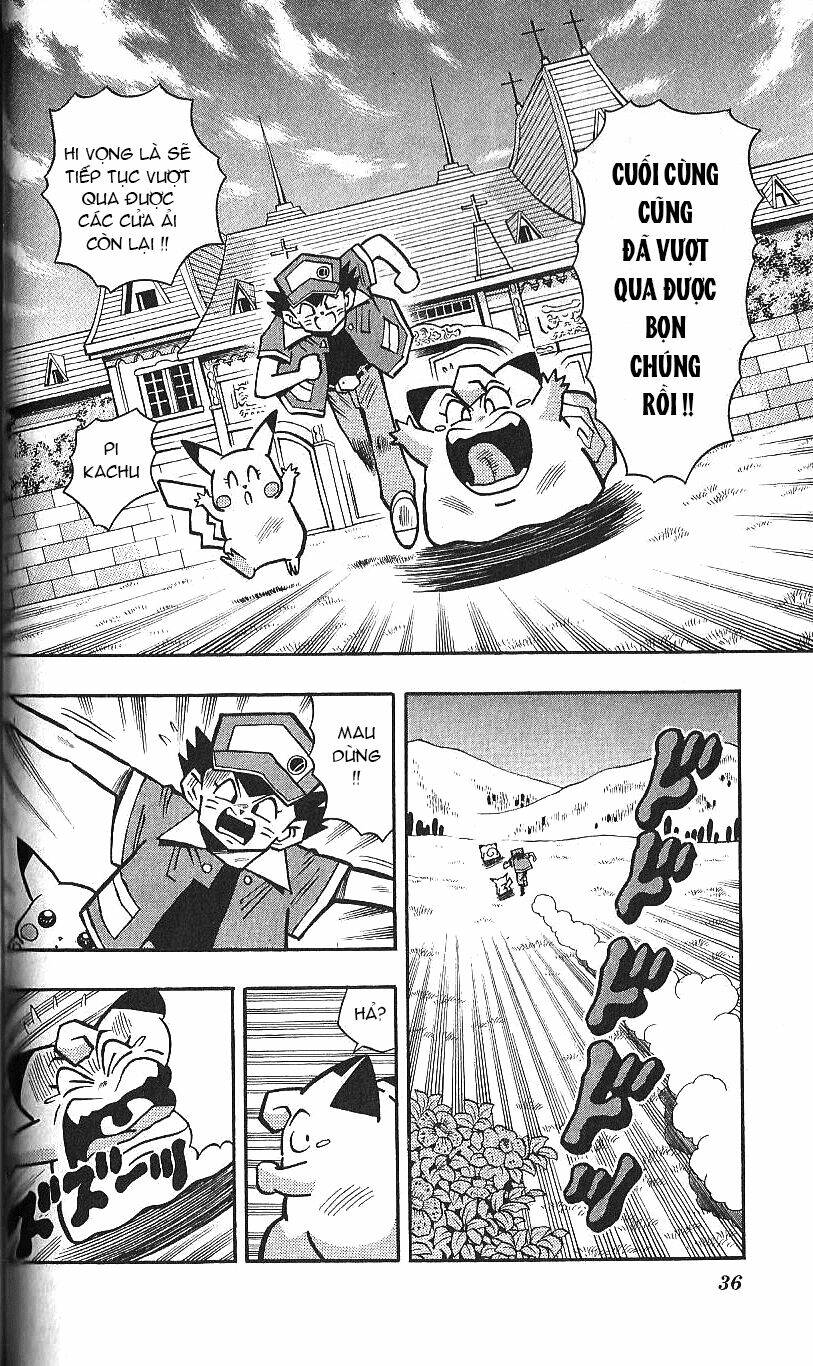 CUỐI CÙNG
CŨNG
ĐÃ VƯỢT
QUA ĐƯỢC
BỌN
CHÚNG
RỒI !!
HI VỌNG LÀ SẼ
TIẾP TỤC VƯỢT
QUA ĐƯỢC
CÁC CỬA ẢI
CÒN LẠI !!
PI
KACHU
ドドドドドッ
MAU
DỪNG
!!
HẢ?
ズズーッ
36